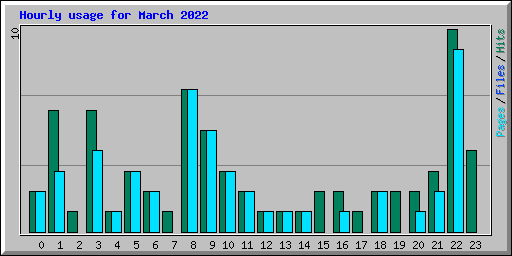 Hourly usage for March 2022
10
Pages/Files/Hits
0 1 2 3 4 5 6 7 8 9 10 11 12 13 14 15 16 17 18 19 20 21 22 23